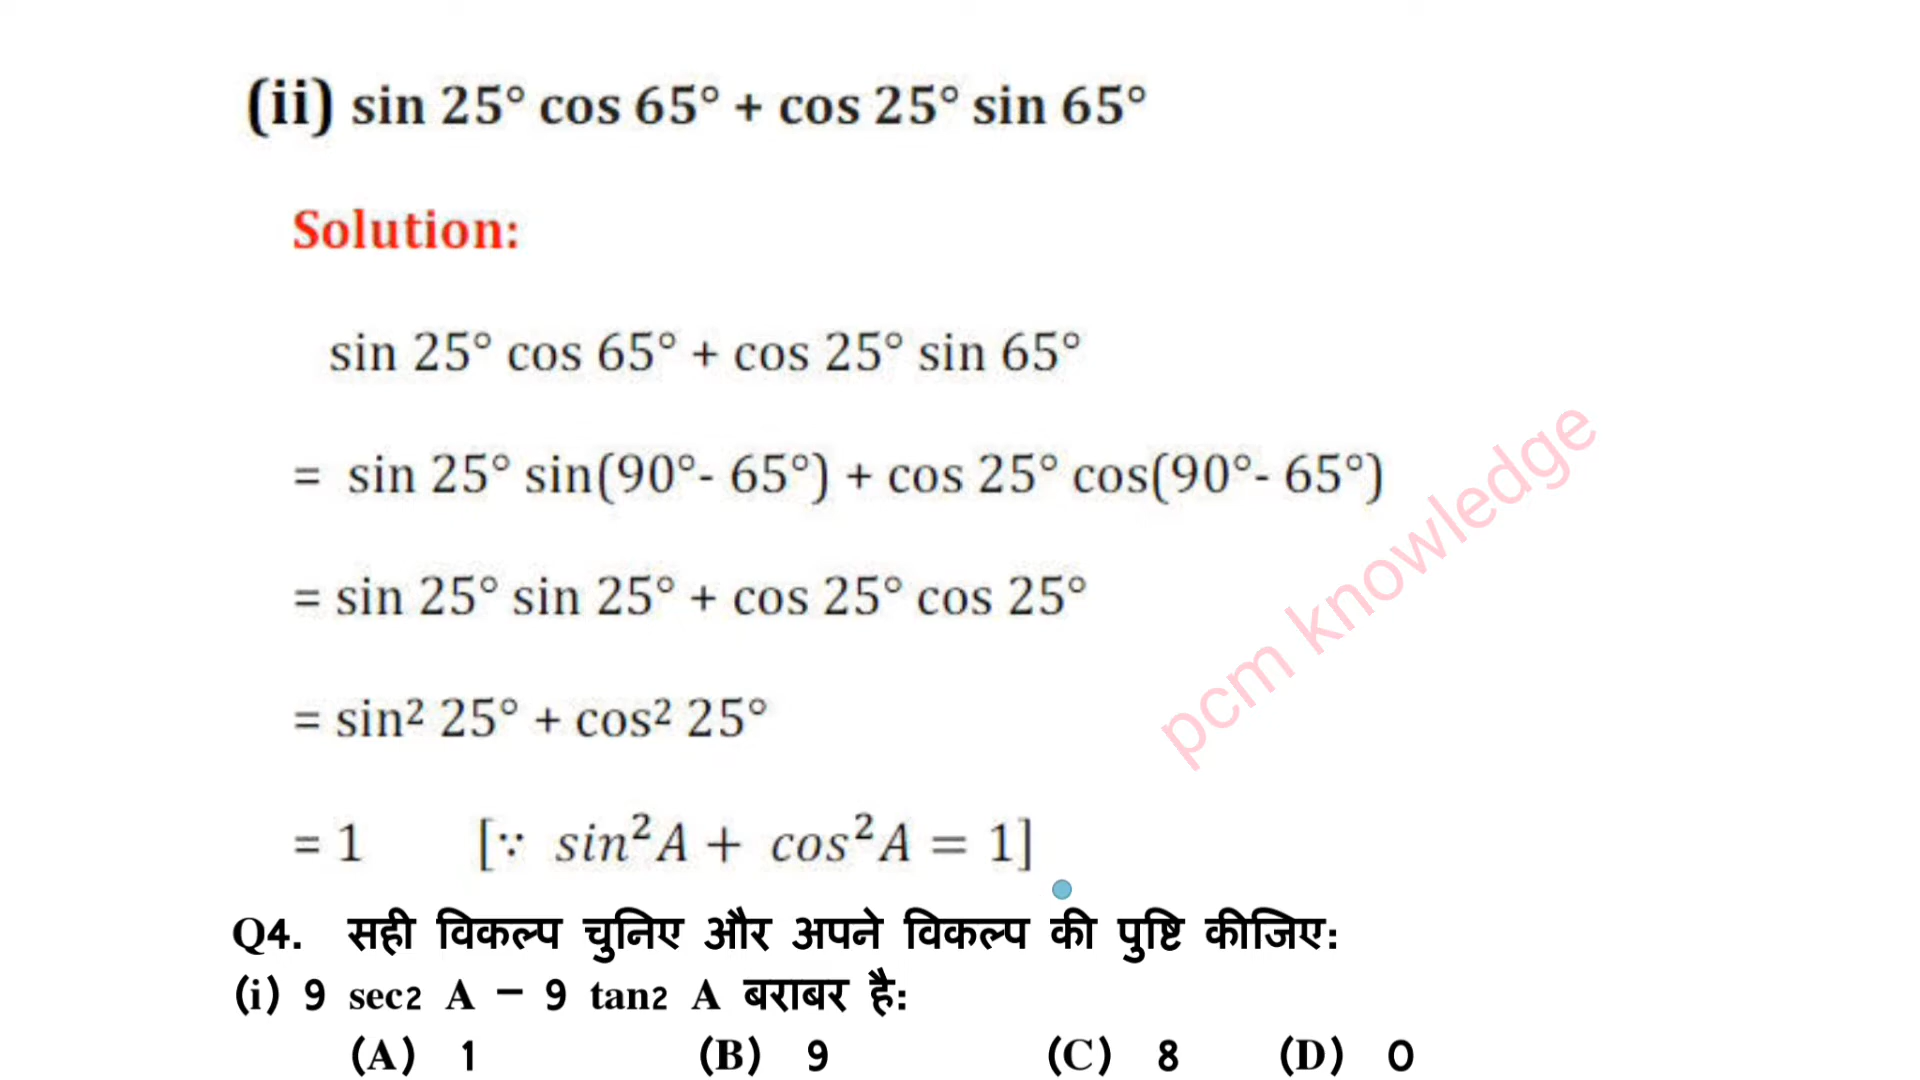 (ii) sin 25° cos 65° + cos 25° sin 65°
Solution:
sin 25° cos 65° + cos 25° sin 65°
= sin 25° sin(90°- 65°) + cos 25° cos(90°- 65°)
= sin 25° sin 25° + cos 25° cos 25°
= sin² 25° + cos² 25°
= 1 [∵ sin²A + cos²A = 1]
pcm knowledge
Q4. सही विकल्प चुनिए और अपने विकल्प की पुष्टि कीजिए:
(i) 9 sec2 A − 9 tan2 A बराबर है:
(A) 1 (B) 9 (C) 8 (D) 0